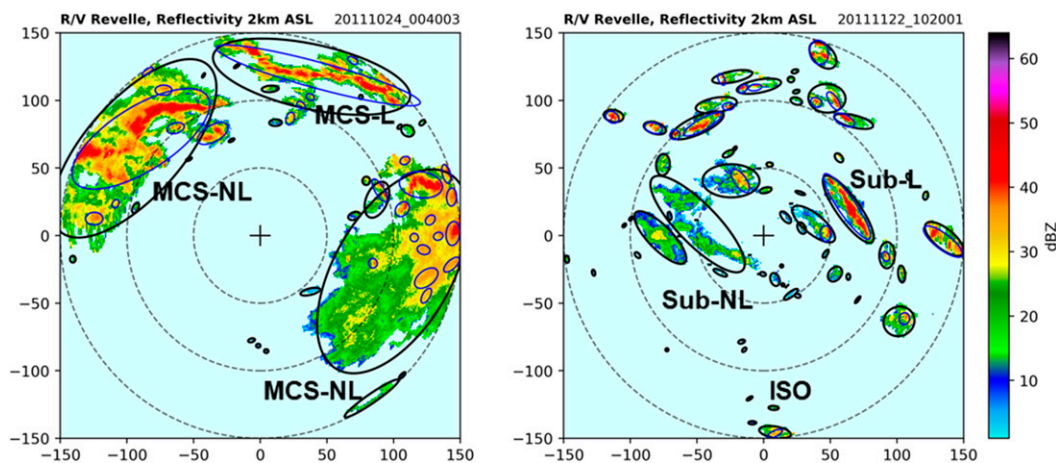 R/V Revelle, Reflectivity 2km ASL 20111024_004003
150
100
50
0
−50
−100
−150
−150 −100 −50 0 50 100 150
MCS-L
MCS-NL
MCS-NL
R/V Revelle, Reflectivity 2km ASL 20111122_102001
150
100
50
0
−50
−100
−150
−150 −100 −50 0 50 100 150
Sub-L
Sub-NL
ISO
60
50
40
30
20
10
dBZ